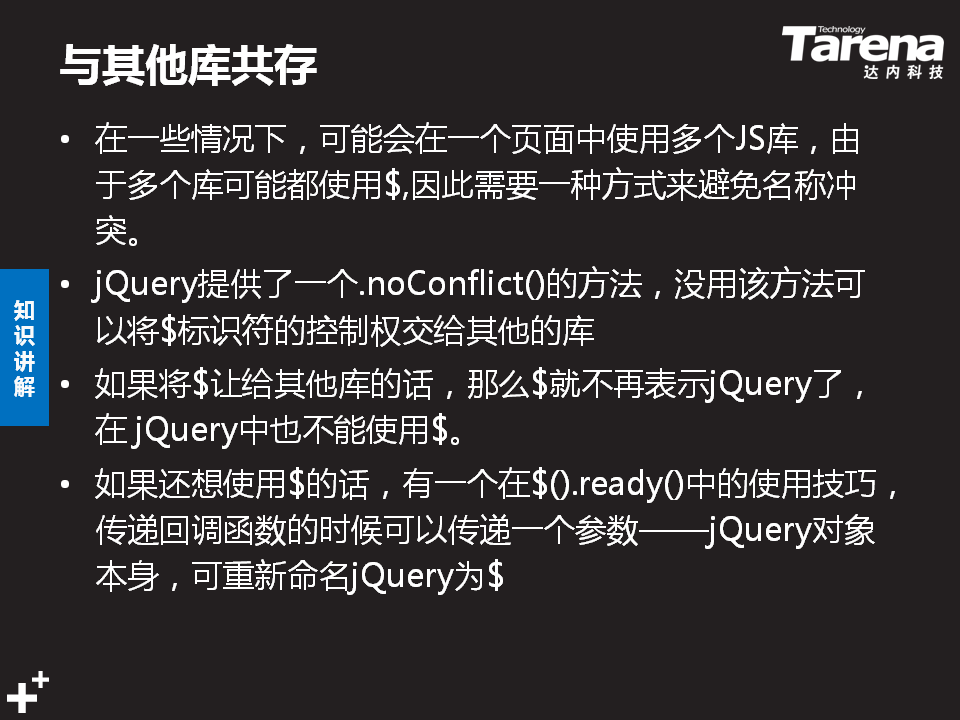 与其他库共存
Technology
Tarena
达内科技
• 在一些情况下，可能会在一个页面中使用多个JS库，由
于多个库可能都使用$,因此需要一种方式来避免名称冲
突。
• jQuery提供了一个.noConflict()的方法，没用该方法可
以将$标识符的控制权交给其他的库
• 如果将$让给其他库的话，那么$就不再表示jQuery了，
在 jQuery中也不能使用$。
• 如果还想使用$的话，有一个在$().ready()中的使用技巧，
传递回调函数的时候可以传递一个参数——jQuery对象
本身，可重新命名jQuery为$
知
识
讲
解